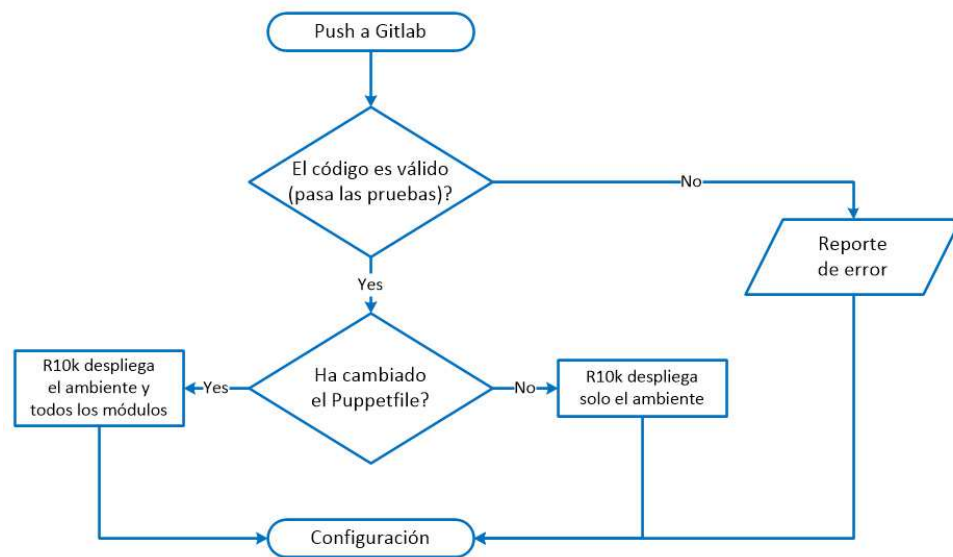 Push a Gitlab
El código es válido
(pasa las pruebas)?
No
Reporte
de error
Yes
R10k despliega
el ambiente y
todos los módulos
Yes
Ha cambiado
el Puppetfile?
No
R10k despliega
solo el ambiente
Configuración